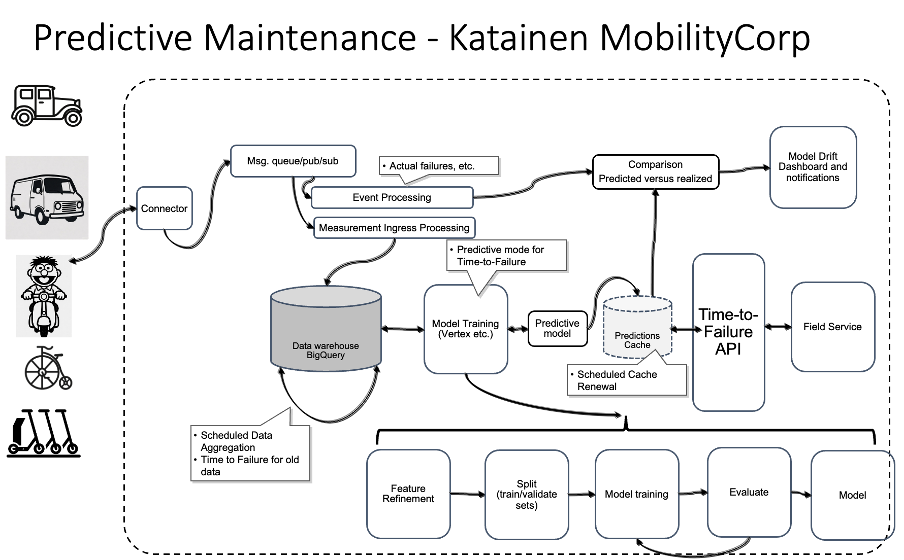 Predictive Maintenance - Katainen MobilityCorp
Msg. queue/pub/sub
• Actual failures, etc.
Comparison
Predicted versus realized
Model Drift
Dashboard and
notifications
Connector
Event Processing
Measurement Ingress Processing
• Predictive mode for
Time-to-Failure
Data warehouse
BigQuery
Model Training
(Vertex etc.)
Predictive
model
Predictions
Cache
Time-to-
Failure
API
Field Service
• Scheduled Cache
Renewal
• Scheduled Data
Aggregation
• Time to Failure for old
data
Feature
Refinement
Split
(train/validate
sets)
Model training
Evaluate
Model